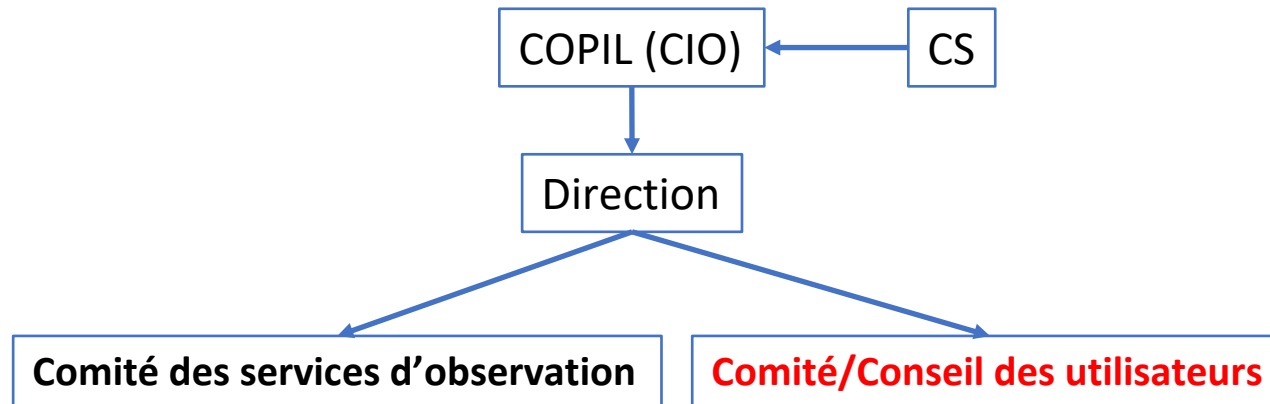 COPIL (CIO)
CS
Direction
Comité des services d’observation
Comité/Conseil des utilisateurs